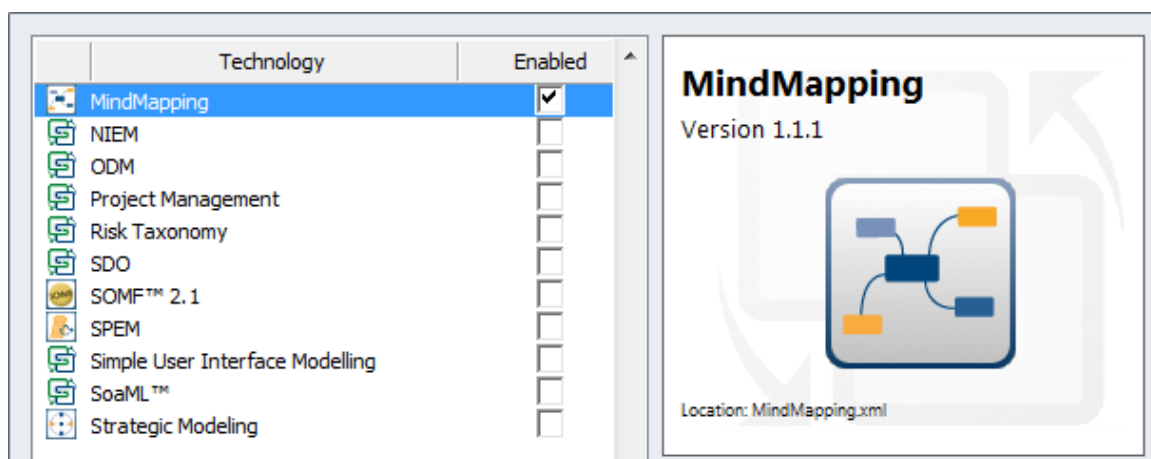 Technology Enabled
MindMapping
NIEM
ODM
Project Management
Risk Taxonomy
SDO
SOMF™ 2.1
SPEM
Simple User Interface Modelling
SoaML™
Strategic Modeling
MindMapping
Version 1.1.1
Location: MindMapping.xml